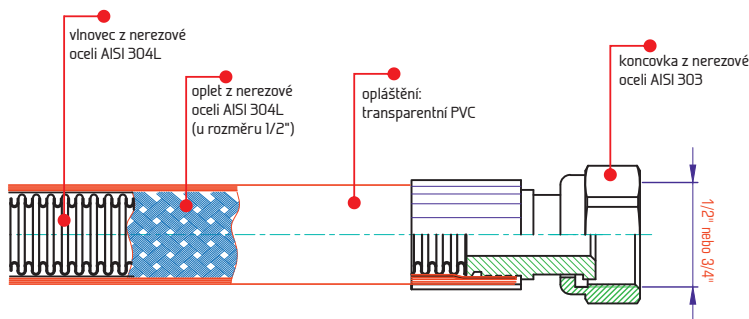 vlnovec z nerezové
oceli AISI 304L
oplet z nerezové
oceli AISI 304L
(u rozměru 1/2")
opláštění:
transparentní PVC
koncovka z nerezové
oceli AISI 303
1/2" nebo 3/4"